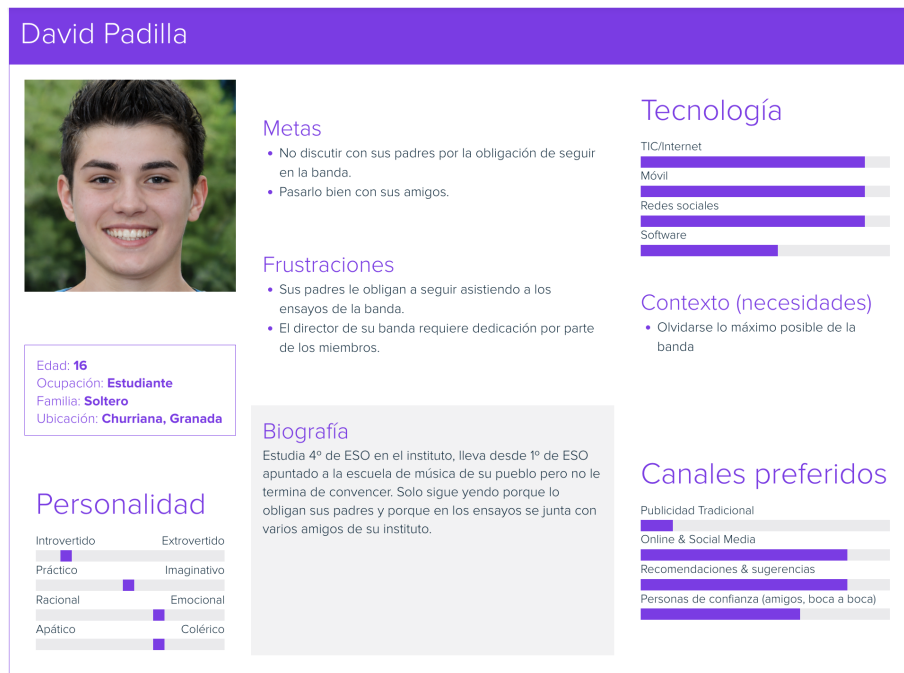 David Padilla
Edad: 16
Ocupación: Estudiante
Familia: Soltero
Ubicación: Churriana, Granada
Personalidad
Introvertido Extrovertido
Práctico Imaginativo
Racional Emocional
Apático Colérico
Metas
• No discutir con sus padres por la obligación de seguir
en la banda.
• Pasarlo bien con sus amigos.
Frustraciones
• Sus padres le obligan a seguir asistiendo a los
ensayos de la banda.
• El director de su banda requiere dedicación por parte
de los miembros.
Biografía
Estudia 4º de ESO en el instituto, lleva desde 1º de ESO
apuntado a la escuela de música de su pueblo pero no le
termina de convencer. Solo sigue yendo porque lo
obligan sus padres y porque en los ensayos se junta con
varios amigos de su instituto.
Tecnología
TIC/Internet
Móvil
Redes sociales
Software
Contexto (necesidades)
• Olvidarse lo máximo posible de la
banda
Canales preferidos
Publicidad Tradicional
Online & Social Media
Recomendaciones & sugerencias
Personas de confianza (amigos, boca a boca)